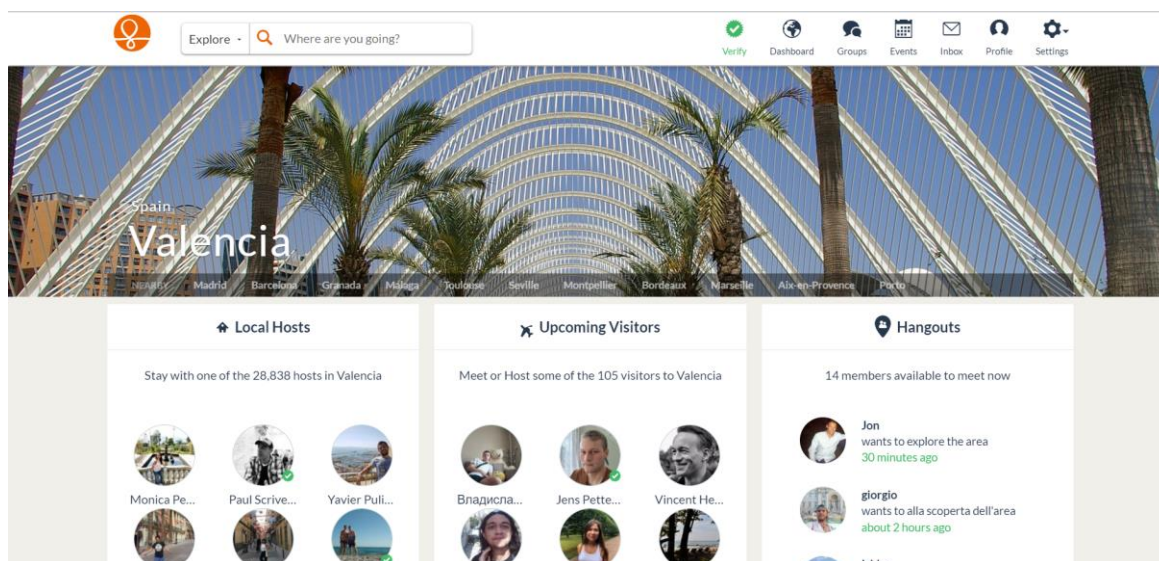 Explore
Where are you going?
Verify
Dashboard
Groups
Events
Inbox
Profile
Settings
Spain
Valencia
NEARBY Madrid Barcelona Granada Malaga Toulouse Seville Montpellier Bordeaux Marseille Aix-en-Provence Porto
Local Hosts
Stay with one of the 28,838 hosts in Valencia
Monica Pe...
Paul Scrive...
Yavier Puli...
Upcoming Visitors
Meet or Host some of the 105 visitors to Valencia
Владисла...
Jens Pette...
Vincent He...
Hangouts
14 members available to meet now
Jon
wants to explore the area
30 minutes ago
giorgio
wants to alla scoperta dell'area
about 2 hours ago